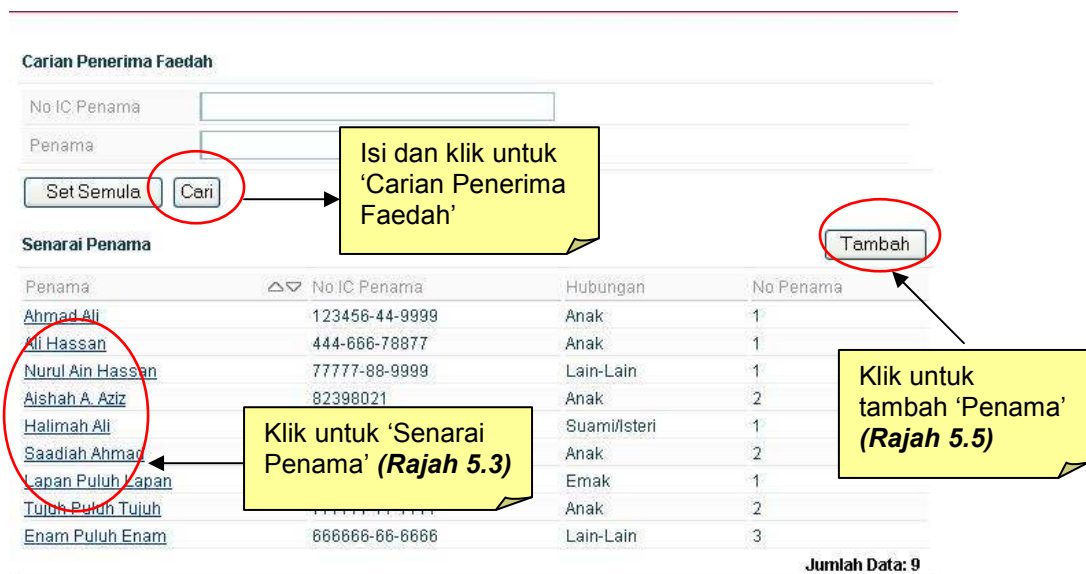 Carian Penerima Faedah
No IC Penama
Penama
Isi dan klik untuk
‘Carian Penerima
Faedah’
Set Semula Cari
Senarai Penama Tambah
Penama No IC Penama Hubungan No Penama
Ahmad Ali 123456-44-9999 Anak 1
Ali Hassan 444-666-78877 Anak 1
Nurul Ain Hassan 77777-88-9999 Lain-Lain 1
Aishah A. Aziz 82398021 Anak 2
Halimah Ali Suami/Isteri 1
Saadiah Ahmad Anak 2
Lapan Puluh Lapan Emak 1
Tujuh Puluh Tujuh Anak 2
Enam Puluh Enam 666666-66-6666 Lain-Lain 3
Klik untuk ‘Senarai
Penama’ (Rajah 5.3)
Klik untuk
tambah ‘Penama’
(Rajah 5.5)
Jumlah Data: 9